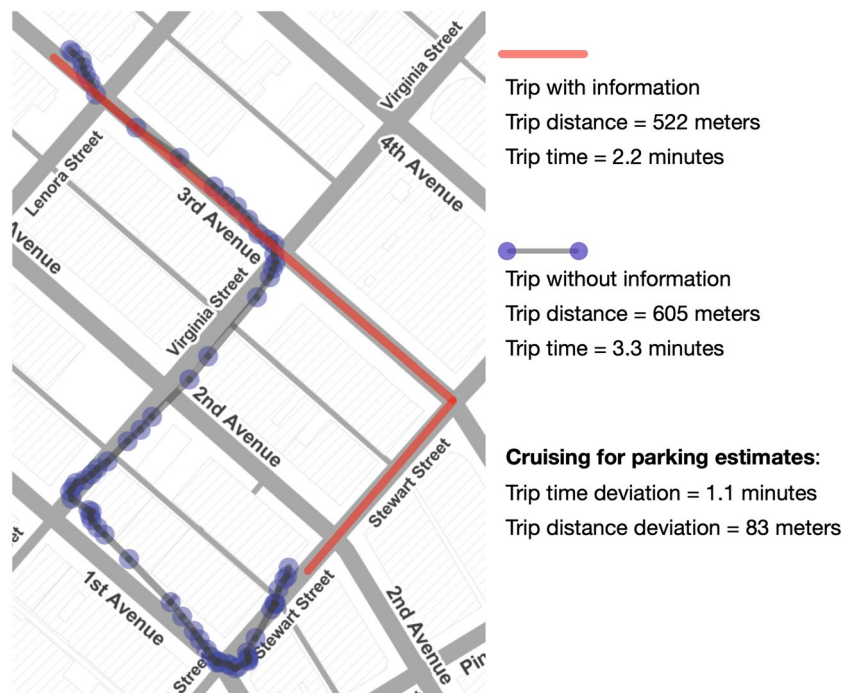 Virginia Street
4th Avenue
Lenora Street
3rd Avenue
Avenue
Virginia Street
2nd Avenue
Stewart Street
et
1st Avenue
Stewart Street
2nd Avenue
Street
Pin
Trip with information
Trip distance = 522 meters
Trip time = 2.2 minutes
Trip without information
Trip distance = 605 meters
Trip time = 3.3 minutes
Cruising for parking estimates:
Trip time deviation = 1.1 minutes
Trip distance deviation = 83 meters